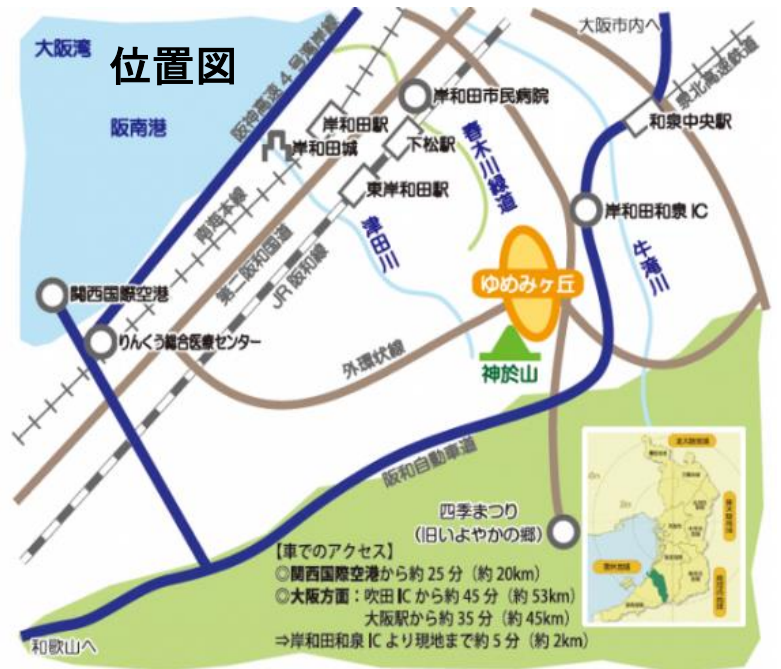 位置図
大阪湾
阪南港
阪神高速4号湾岸線
大阪市内へ
泉北高速鉄道
岸和田市民病院
和泉中央駅
岸和田駅
岸和田城
下松駅
春木川緑道
東岸和田駅
岸和田和泉IC
南海本線
第二阪和国道
JR阪和線
津田川
牛滝川
関西国際空港
ゆめみヶ丘
りんくう総合医療センター
外環状線
神於山
阪和自動車道
四季まつり
(旧いよやかの郷)
【車でのアクセス】
◎関西国際空港から約25分(約20km)
◎大阪方面:吹田ICから約45分(約53km)
大阪駅から約35分(約45km)
⇒岸和田和泉ICより現地まで約5分(約2km)
和歌山へ